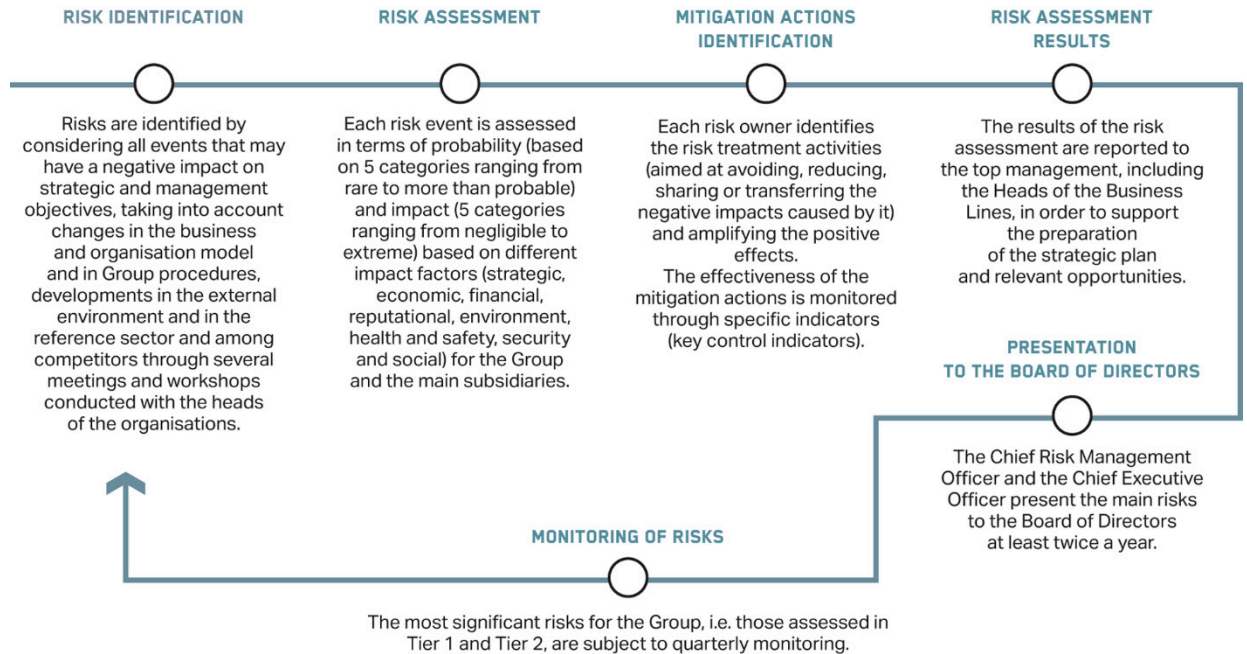 RISK IDENTIFICATION
Risks are identified by
considering all events that may
have a negative impact on
strategic and management
objectives, taking into account
changes in the business
and organisation model
and in Group procedures,
developments in the external
environment and in the
reference sector and among
competitors through several
meetings and workshops
conducted with the heads
of the organisations.
RISK ASSESSMENT
Each risk event is assessed
in terms of probability (based
on 5 categories ranging from
rare to more than probable)
and impact (5 categories
ranging from negligible to
extreme) based on different
impact factors (strategic,
economic, financial,
reputational, environment,
health and safety, security
and social) for the Group
and the main subsidiaries.
MITIGATION ACTIONS
IDENTIFICATION
Each risk owner identifies
the risk treatment activities
(aimed at avoiding, reducing,
sharing or transferring the
negative impacts caused by it)
and amplifying the positive
effects.
The effectiveness of the
mitigation actions is monitored
through specific indicators
(key control indicators).
RISK ASSESSMENT
RESULTS
The results of the risk
assessment are reported to
the top management, including
the Heads of the Business
Lines, in order to support
the preparation
of the strategic plan
and relevant opportunities.
PRESENTATION
TO THE BOARD OF DIRECTORS
The Chief Risk Management
Officer and the Chief Executive
Officer present the main risks
to the Board of Directors
at least twice a year.
MONITORING OF RISKS
The most significant risks for the Group, i.e. those assessed in
Tier 1 and Tier 2, are subject to quarterly monitoring.